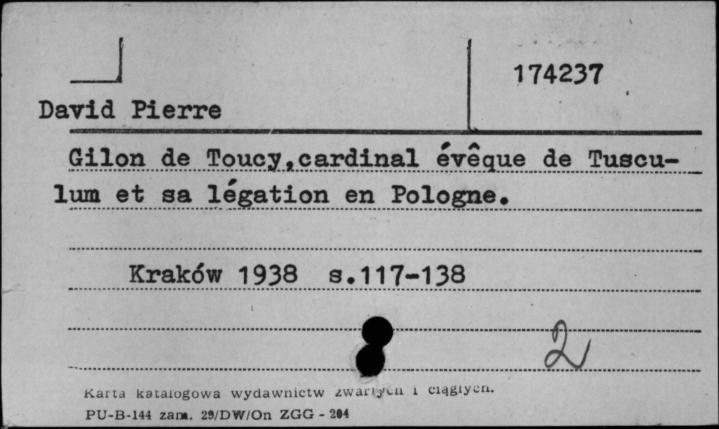 174237
David Pierre
Gilon de Toucy,cardinal évêque de Tuscu-
lum et sa légation en Pologne.
Kraków 1938 s.117-138
2
Karta katalogowa wydawnictw zwartych i ciągłych.
PU-B-144 zam. 29/DW/On ZGG - 204